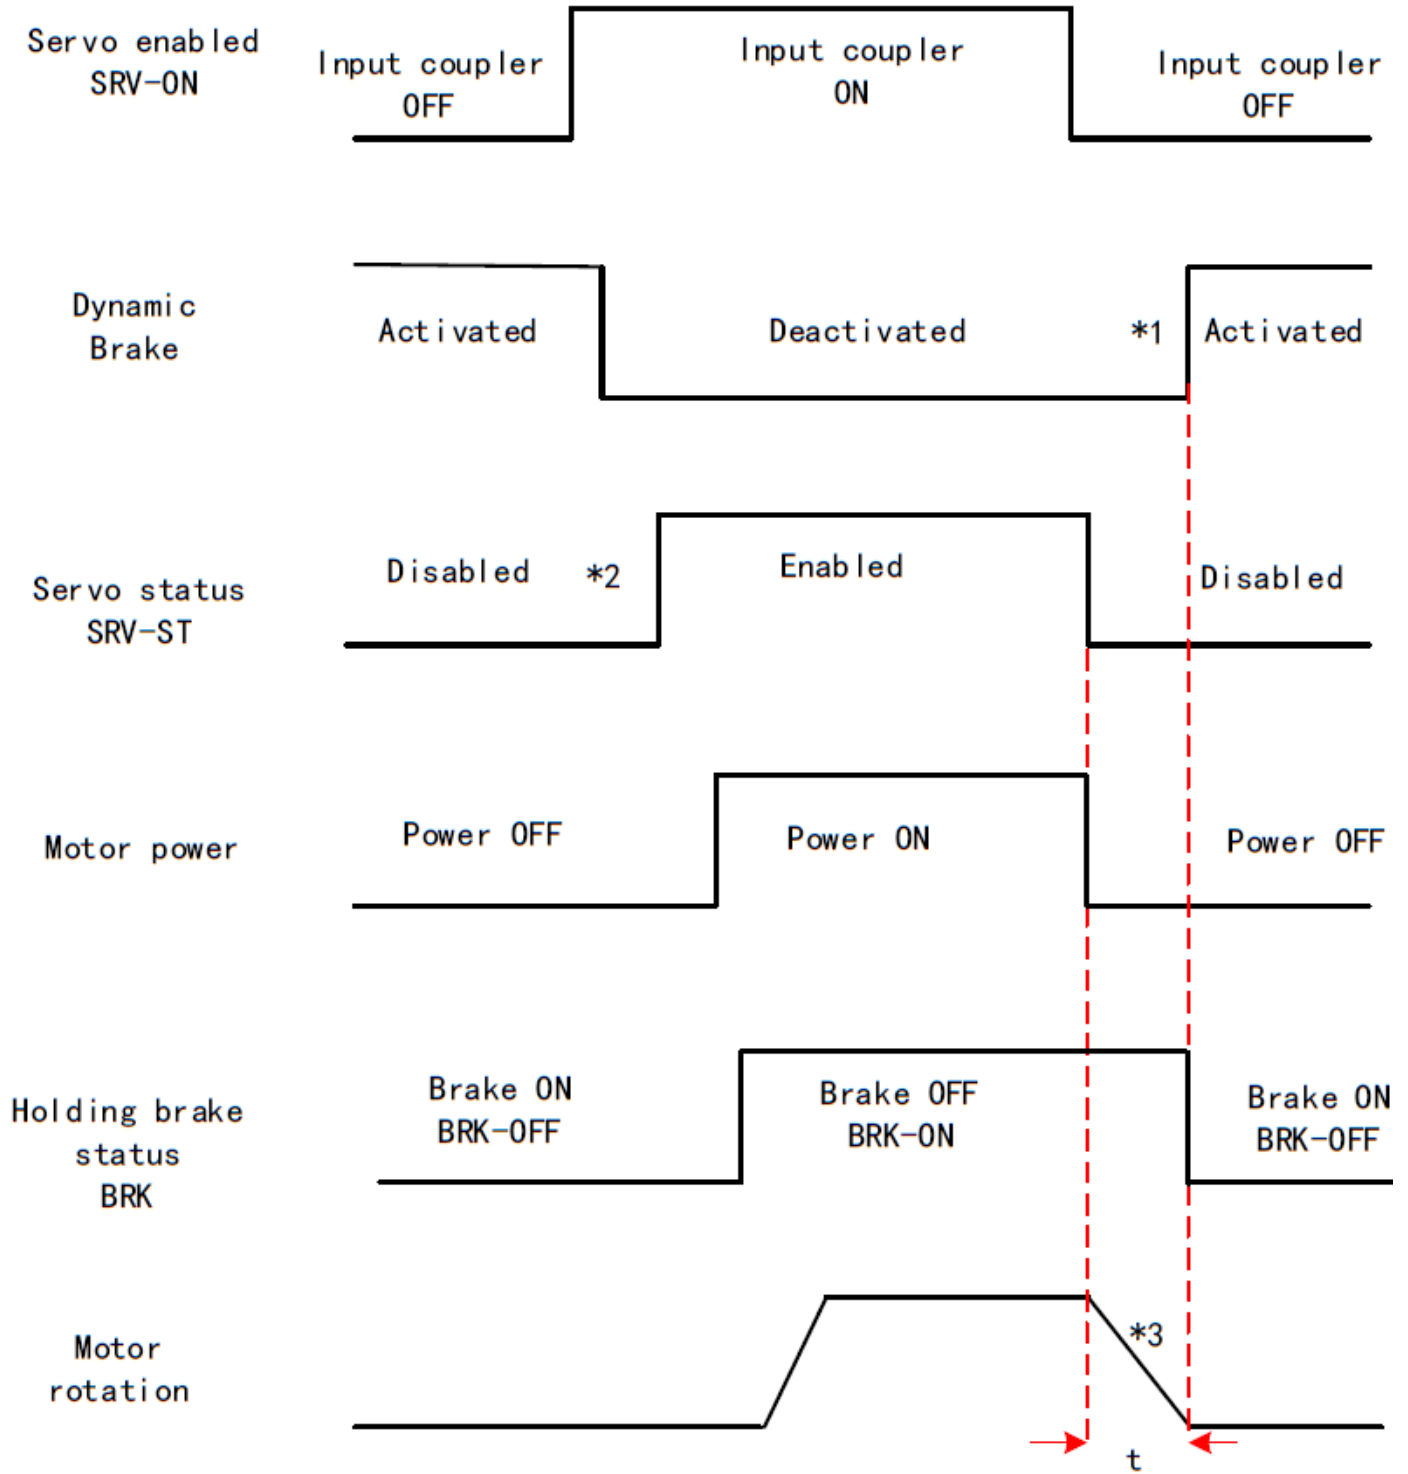 Servo enabled
SRV-ON
Input coupler
OFF
Input coupler
ON
Input coupler
OFF
Dynamic
Brake
Activated
Deactivated
*1
Activated
Servo status
SRV-ST
Disabled
*2
Enabled
Disabled
Motor power
Power OFF
Power ON
Power OFF
Holding brake
status
BRK
Brake ON
BRK-OFF
Brake OFF
BRK-ON
Brake ON
BRK-OFF
Motor
rotation
*3
t